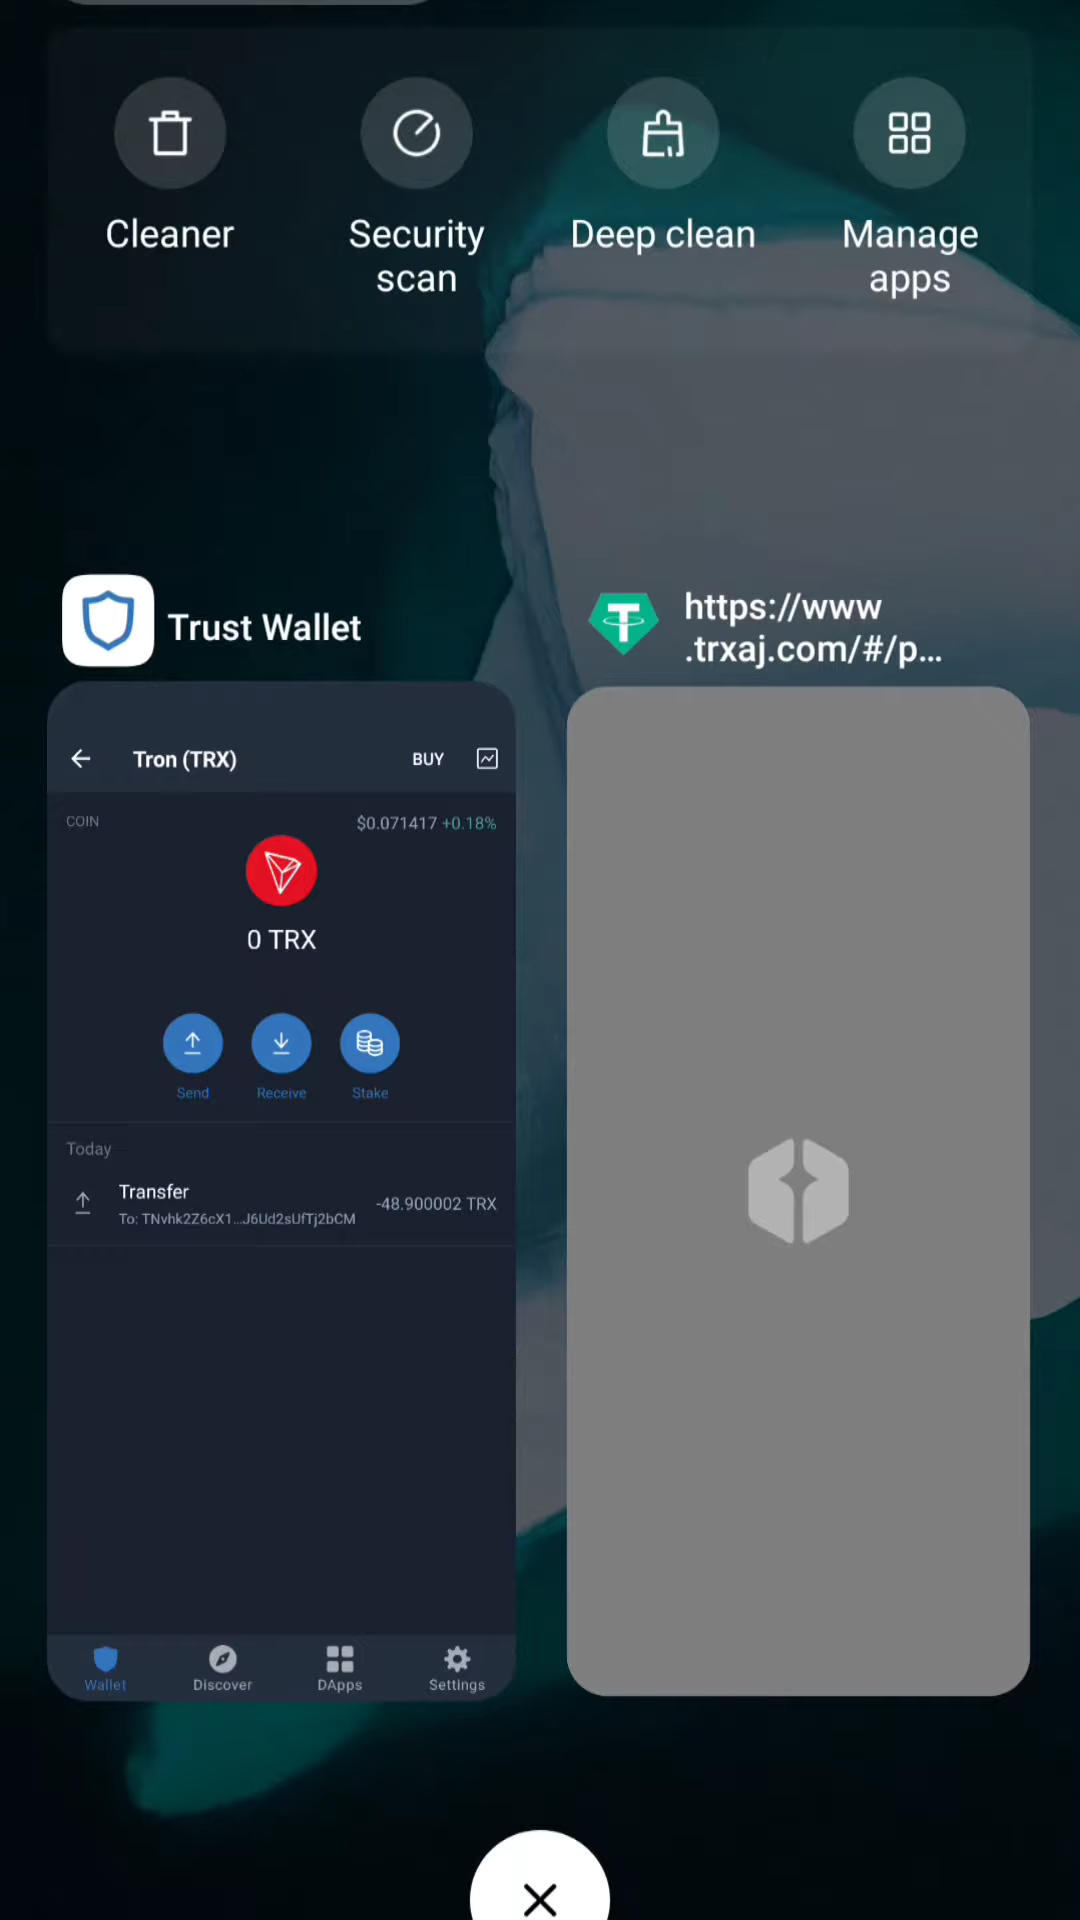 Cleaner
Security
scan
Deep clean
Manage
apps
Trust Wallet
https://www
.trxaj.com/#/p...
Tron (TRX)
BUY
COIN
$0.071417 +0.18%
0 TRX
Send
Receive
Stake
Today
Transfer
-48.900002 TRX
To: TNvhk2Z6cX1...J6Ud2sUfTj2bCM
Wallet
Discover
DApps
Settings